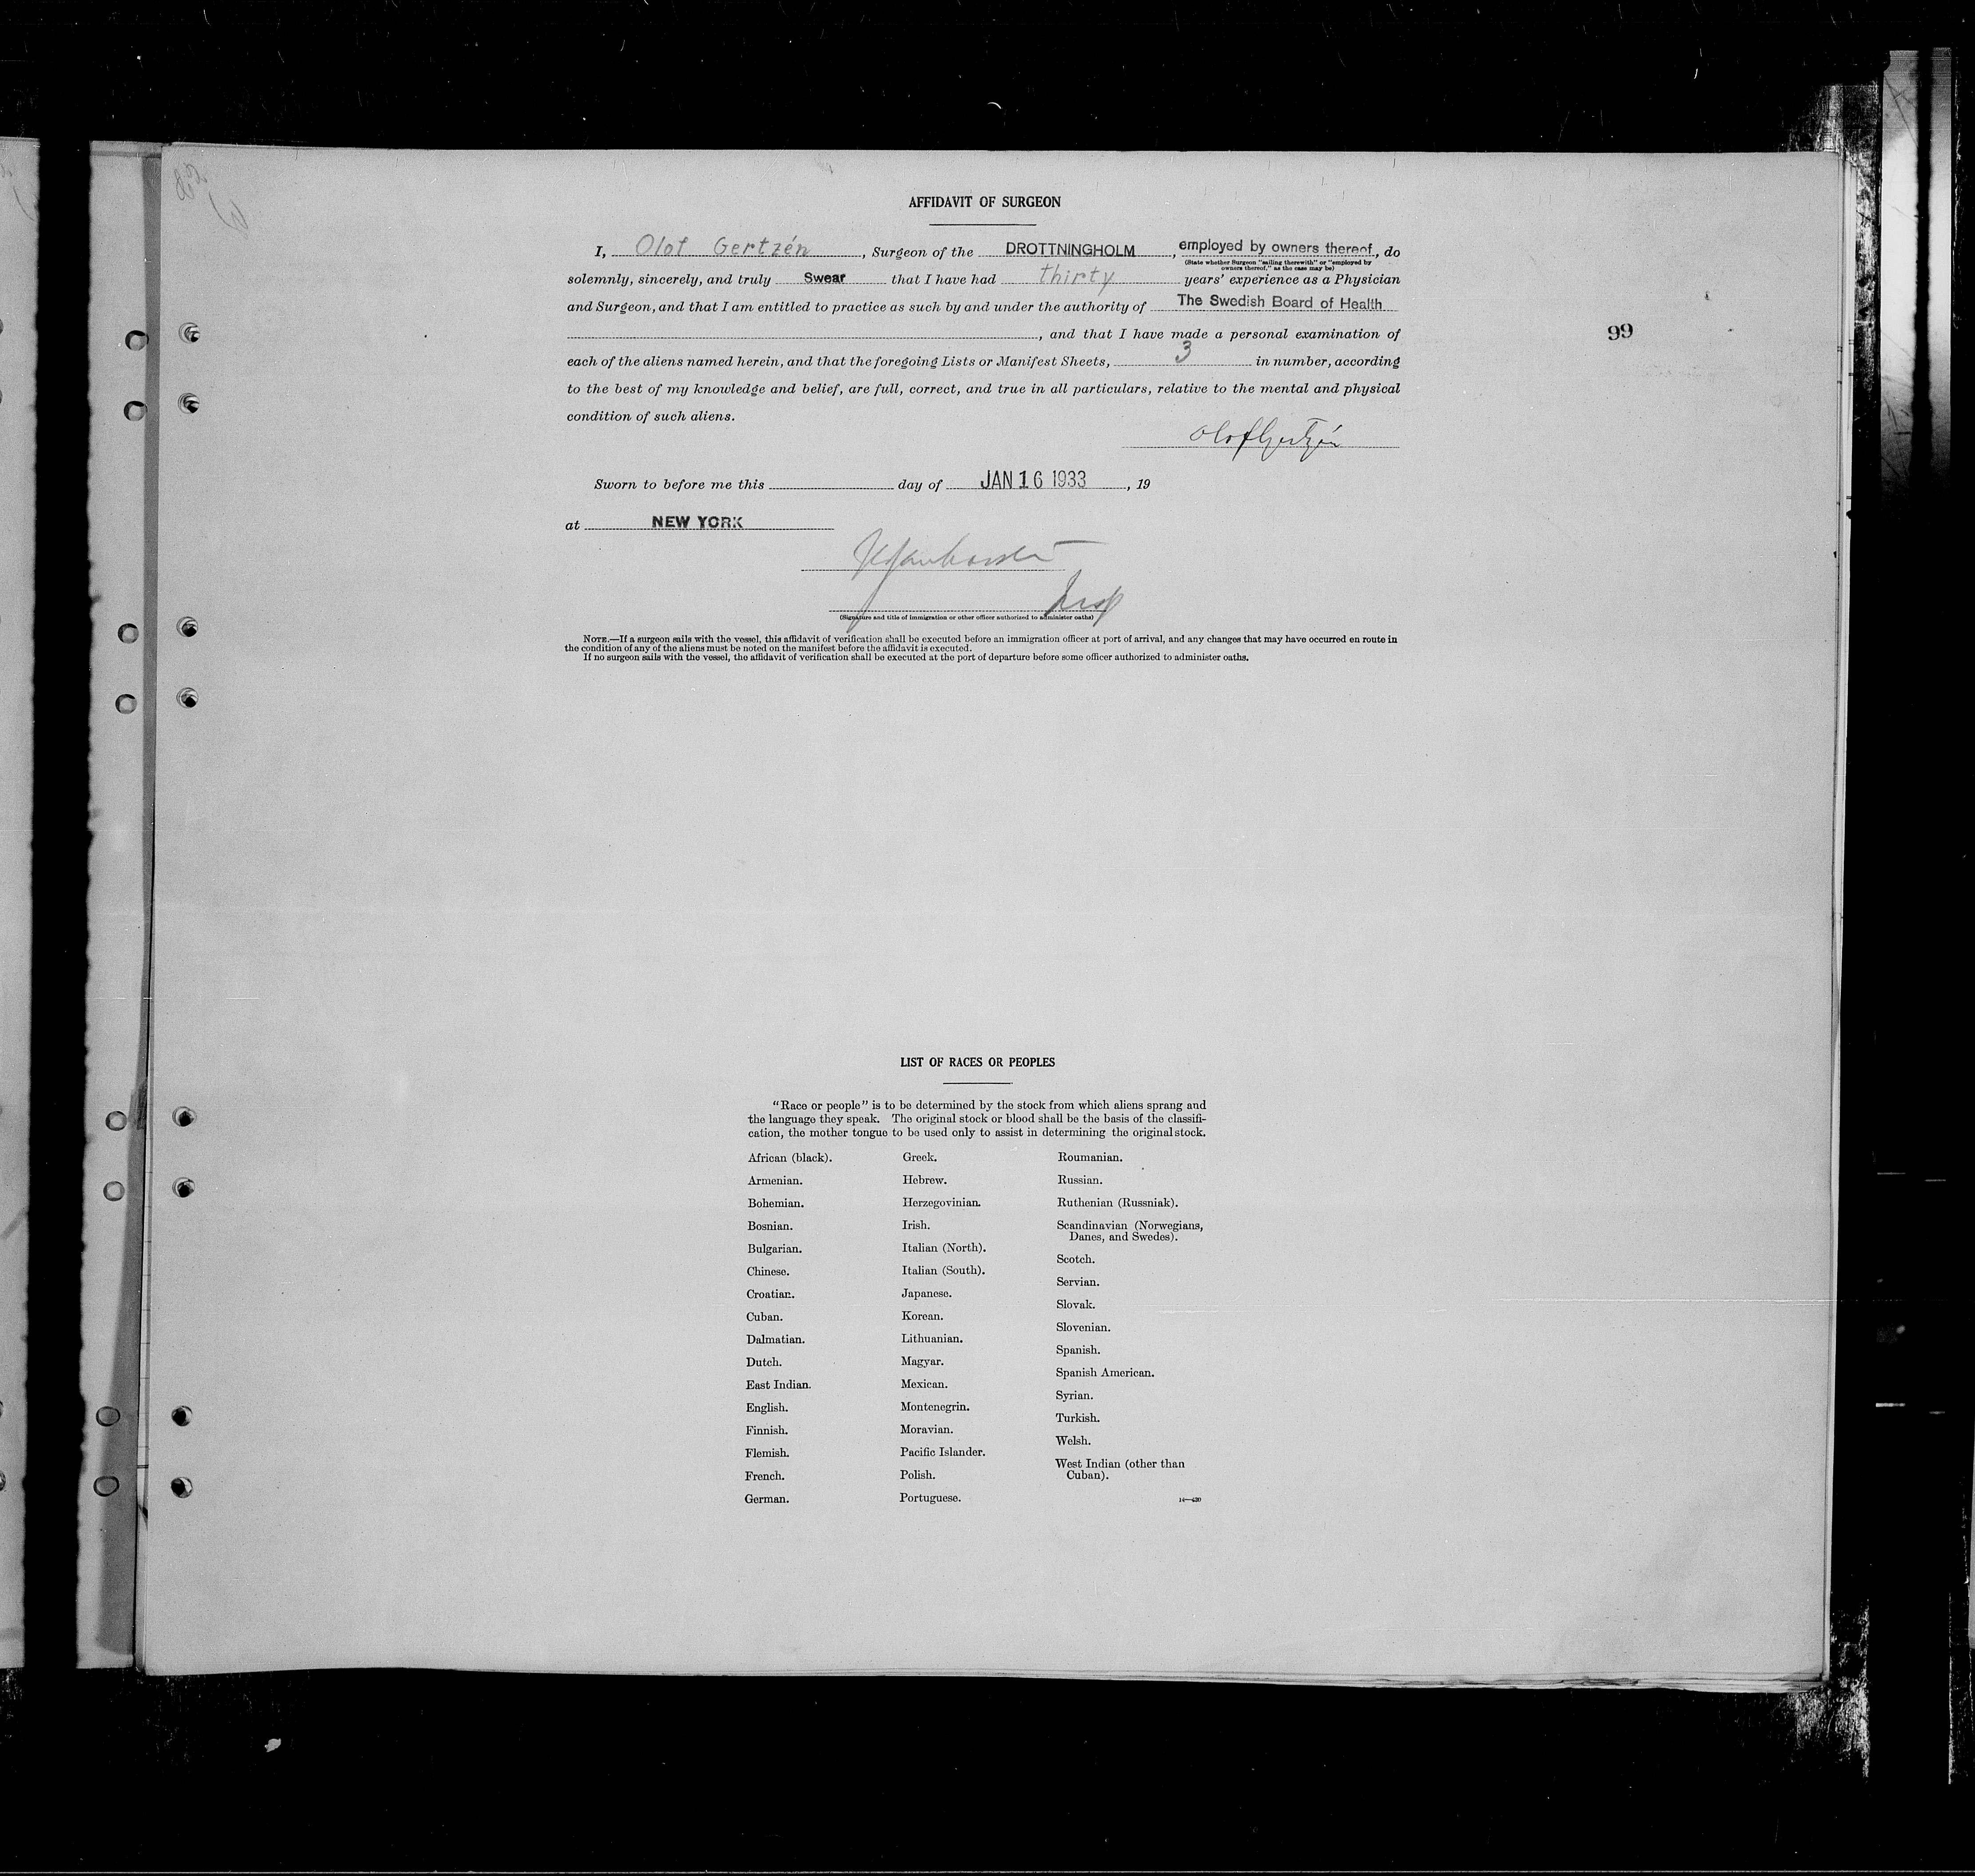 AFFIDAVIT OF SURGEON
I, Olof Gertzén, Surgeon of the DROTTNINGHOLM, employed by owners thereof, do
(State whether Surgeon "sailing therewith" or "employed by
owners thereof," as the case may be)
solemnly, sincerely, and truly Swear that I have had thirty years' experience as a Physician
and Surgeon, and that I am entitled to practice as such by and under the authority of The Swedish Board of Health
, and that I have made a personal examination of
99
each of the aliens named herein, and that the foregoing Lists or Manifest Sheets, 3 in number, according
to the best of my knowledge and belief, are full, correct, and true in all particulars, relative to the mental and physical
condition of such aliens.
Olof Gertzén
Sworn to before me this day of JAN 16 1933, 19
at NEW YORK
Insp
(Signature and title of immigration or other officer authorized to administer oaths)
NOTE.—If a surgeon sails with the vessel, this affidavit of verification shall be executed before an immigration officer at port of arrival, and any changes that may have occurred en route in
the condition of any of the aliens must be noted on the manifest before the affidavit is executed.
If no surgeon sails with the vessel, the affidavit of verification shall be executed at the port of departure before some officer authorized to administer oaths.
LIST OF RACES OR PEOPLES
"Race or people" is to be determined by the stock from which aliens sprang and
the language they speak. The original stock or blood shall be the basis of the classifi-
cation, the mother tongue to be used only to assist in determining the original stock.
African (black).
Armenian.
Bohemian.
Bosnian.
Bulgarian.
Chinese.
Croatian.
Cuban.
Dalmatian.
Dutch.
East Indian.
English.
Finnish.
Flemish.
French.
German.
Greek.
Hebrew.
Herzegovinian.
Irish.
Italian (North).
Italian (South).
Japanese.
Korean.
Lithuanian.
Magyar.
Mexican.
Montenegrin.
Moravian.
Pacific Islander.
Polish.
Portuguese.
Roumanian.
Russian.
Ruthenian (Russniak).
Scandinavian (Norwegians,
Danes, and Swedes).
Scotch.
Servian.
Slovak.
Slovenian.
Spanish.
Spanish American.
Syrian.
Turkish.
Welsh.
West Indian (other than
Cuban).
14—420